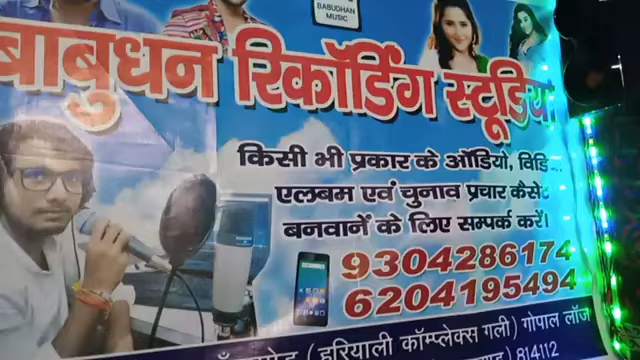 BABUDHAN
MUSIC
बाबुधन रिकॉर्डिंग स्टूडियो
किसी भी प्रकार के ऑडियो,
एलबम एवं चुनाव प्रचार कैसेट
बनवानें के लिए सम्पर्क करें।
9304286174
6204195494
( हरियाली कॉम्प्लेक्स गली ) गोपाल लॉज
814112